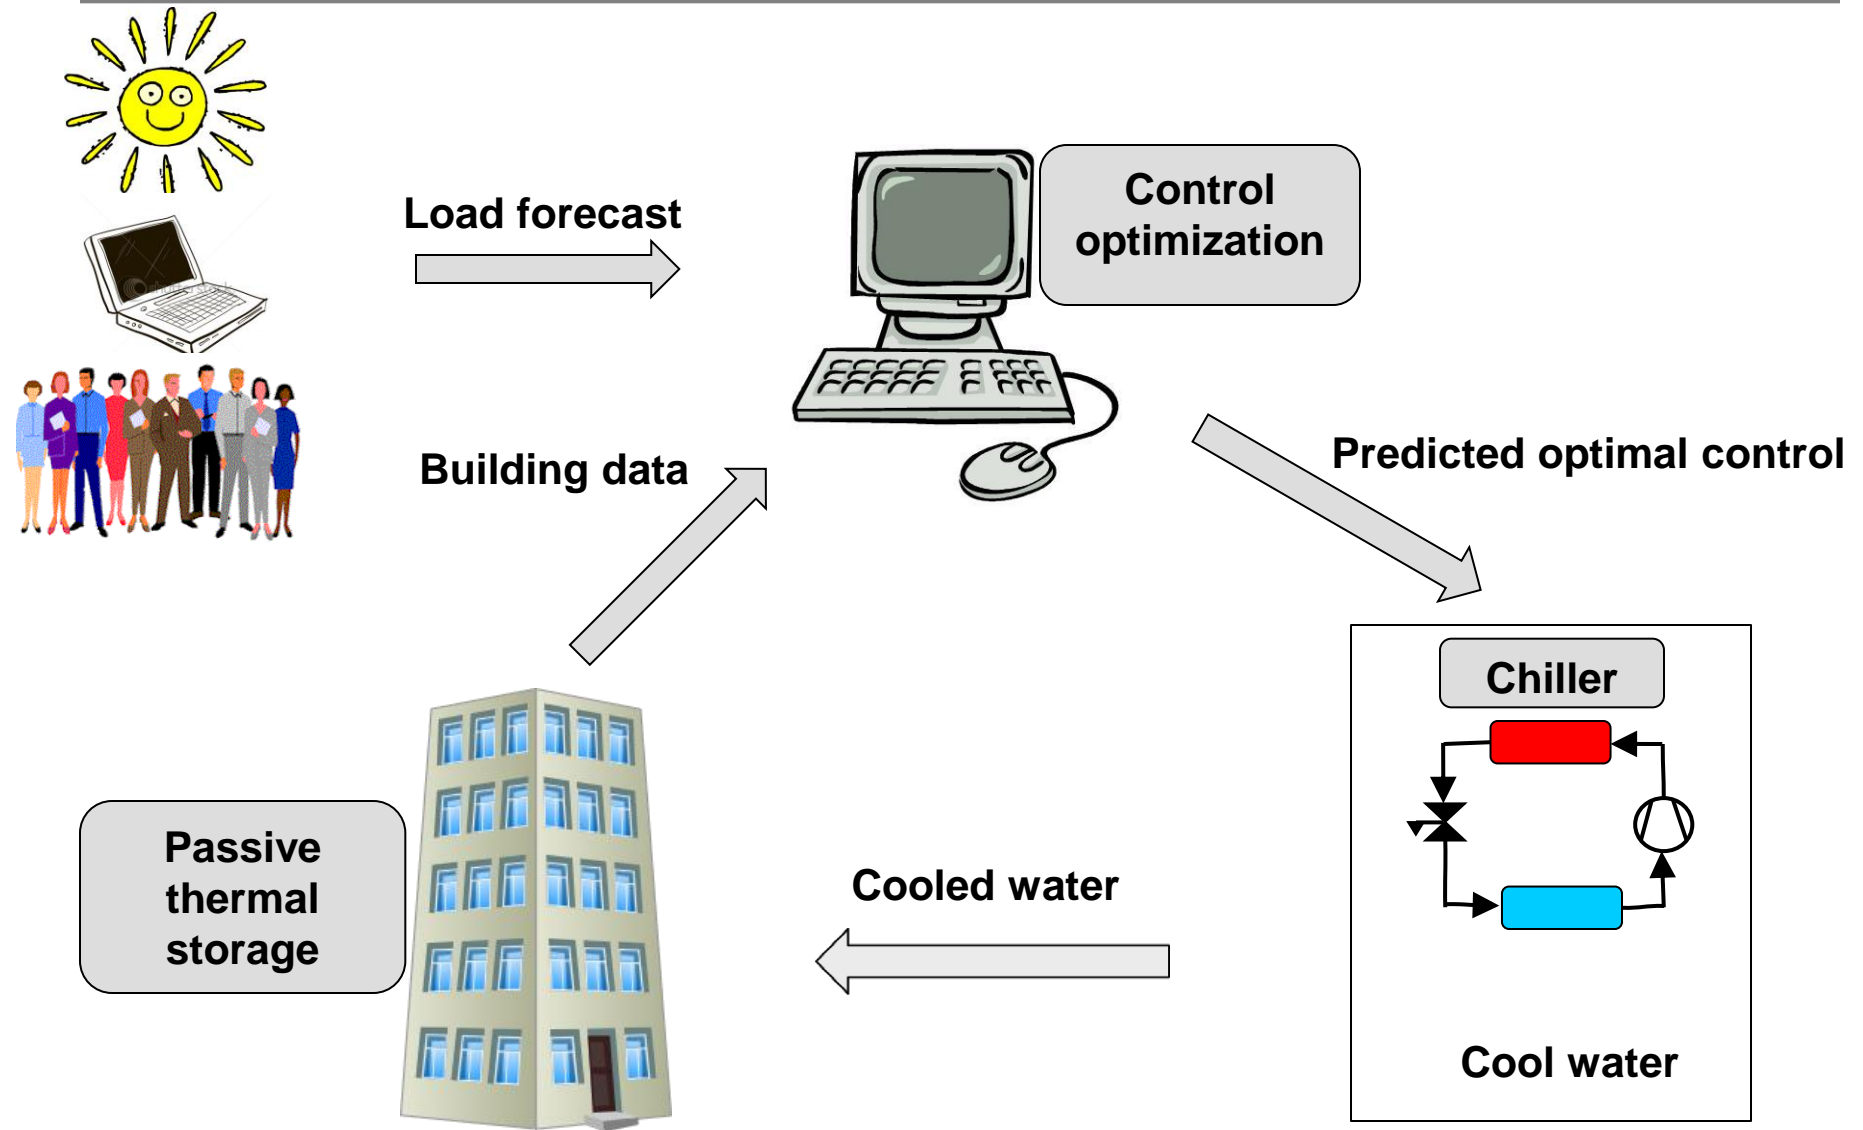 Load forecast
Control
optimization
Building data
Predicted optimal control
Chiller
Passive
thermal
storage
Cooled water
Cool water